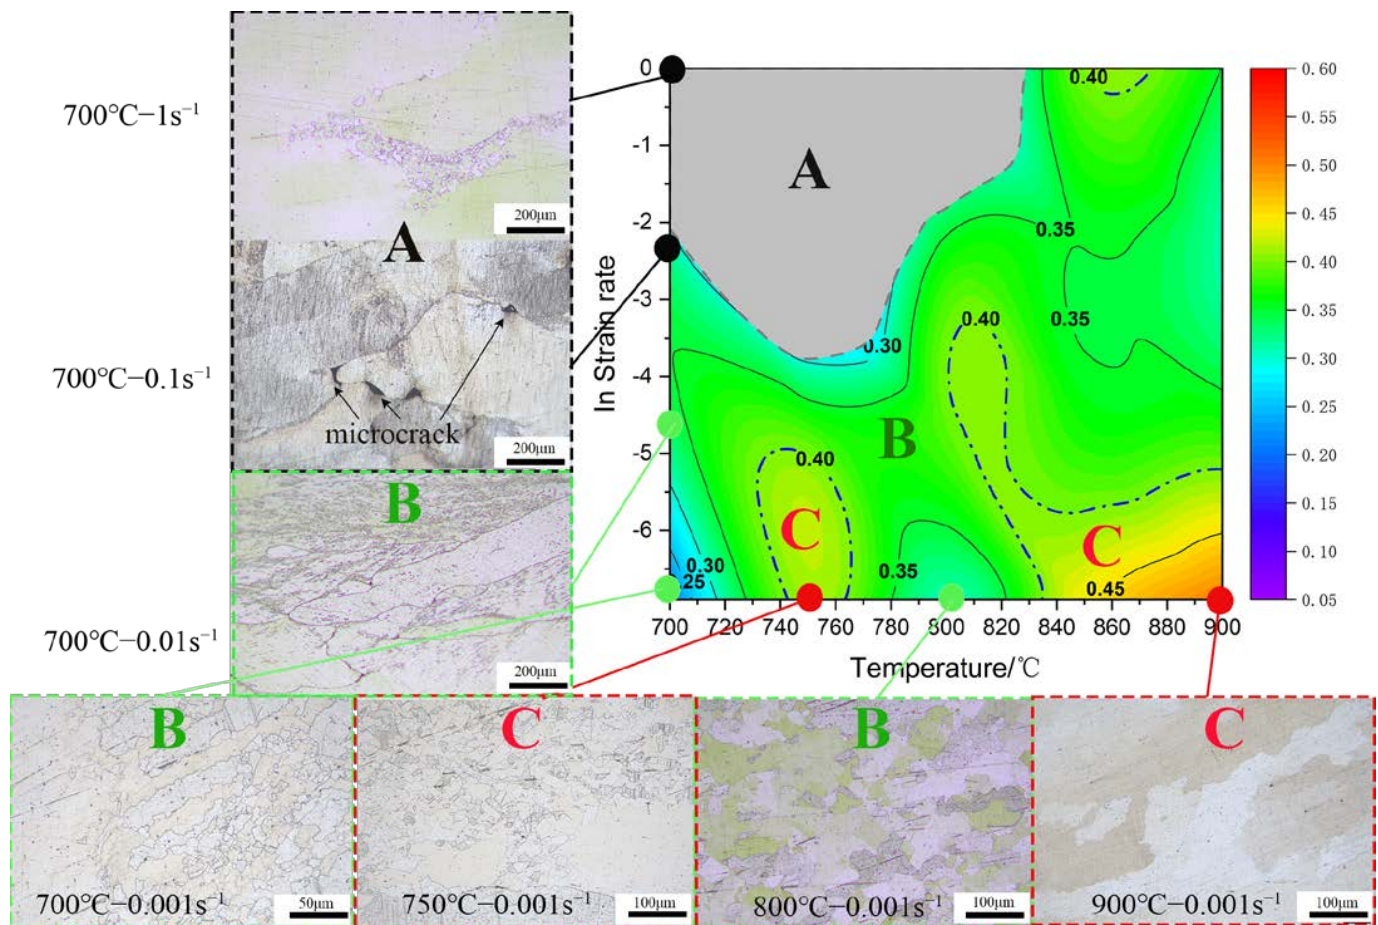 700℃−1s⁻¹
200μm
A
700℃−0.1s⁻¹
microcrack
200μm
B
700℃−0.01s⁻¹
200μm
B
700℃−0.001s⁻¹
50μm
C
750℃−0.001s⁻¹
100μm
B
800℃−0.001s⁻¹
100μm
C
900℃−0.001s⁻¹
100μm
ln Strain rate
0
-1
-2
-3
-4
-5
-6
700 720 740 760 780 800 820 840 860 880 900
Temperature/℃
A
B
C
C
0.40
0.35
0.35
0.40
0.30
0.40
0.35
0.30
25
0.45
0.60
0.55
0.50
0.45
0.40
0.35
0.30
0.25
0.20
0.15
0.10
0.05